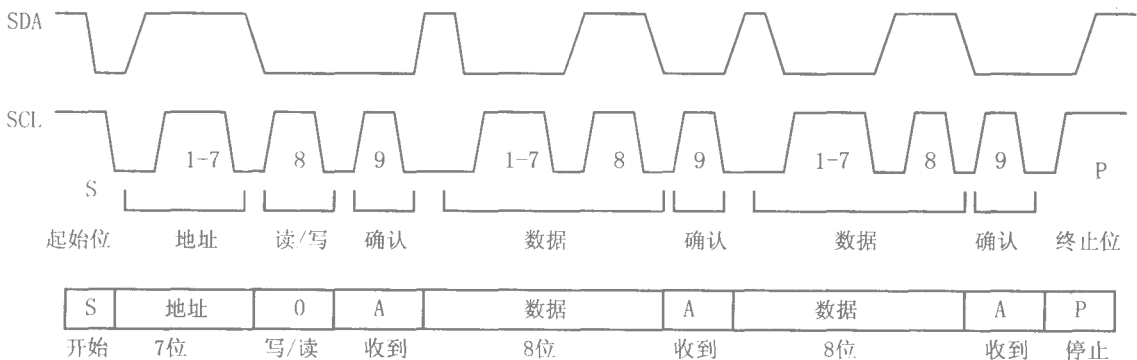 SDA
SCL
1-7 8 9 1-7 8 9 1-7 8 9
S P
起始位 地址 读/写 确认 数据 确认 数据 确认 终止位
S 地址 0 A 数据 A 数据 A P
开始 7位 写/读 收到 8位 收到 8位 收到 停止